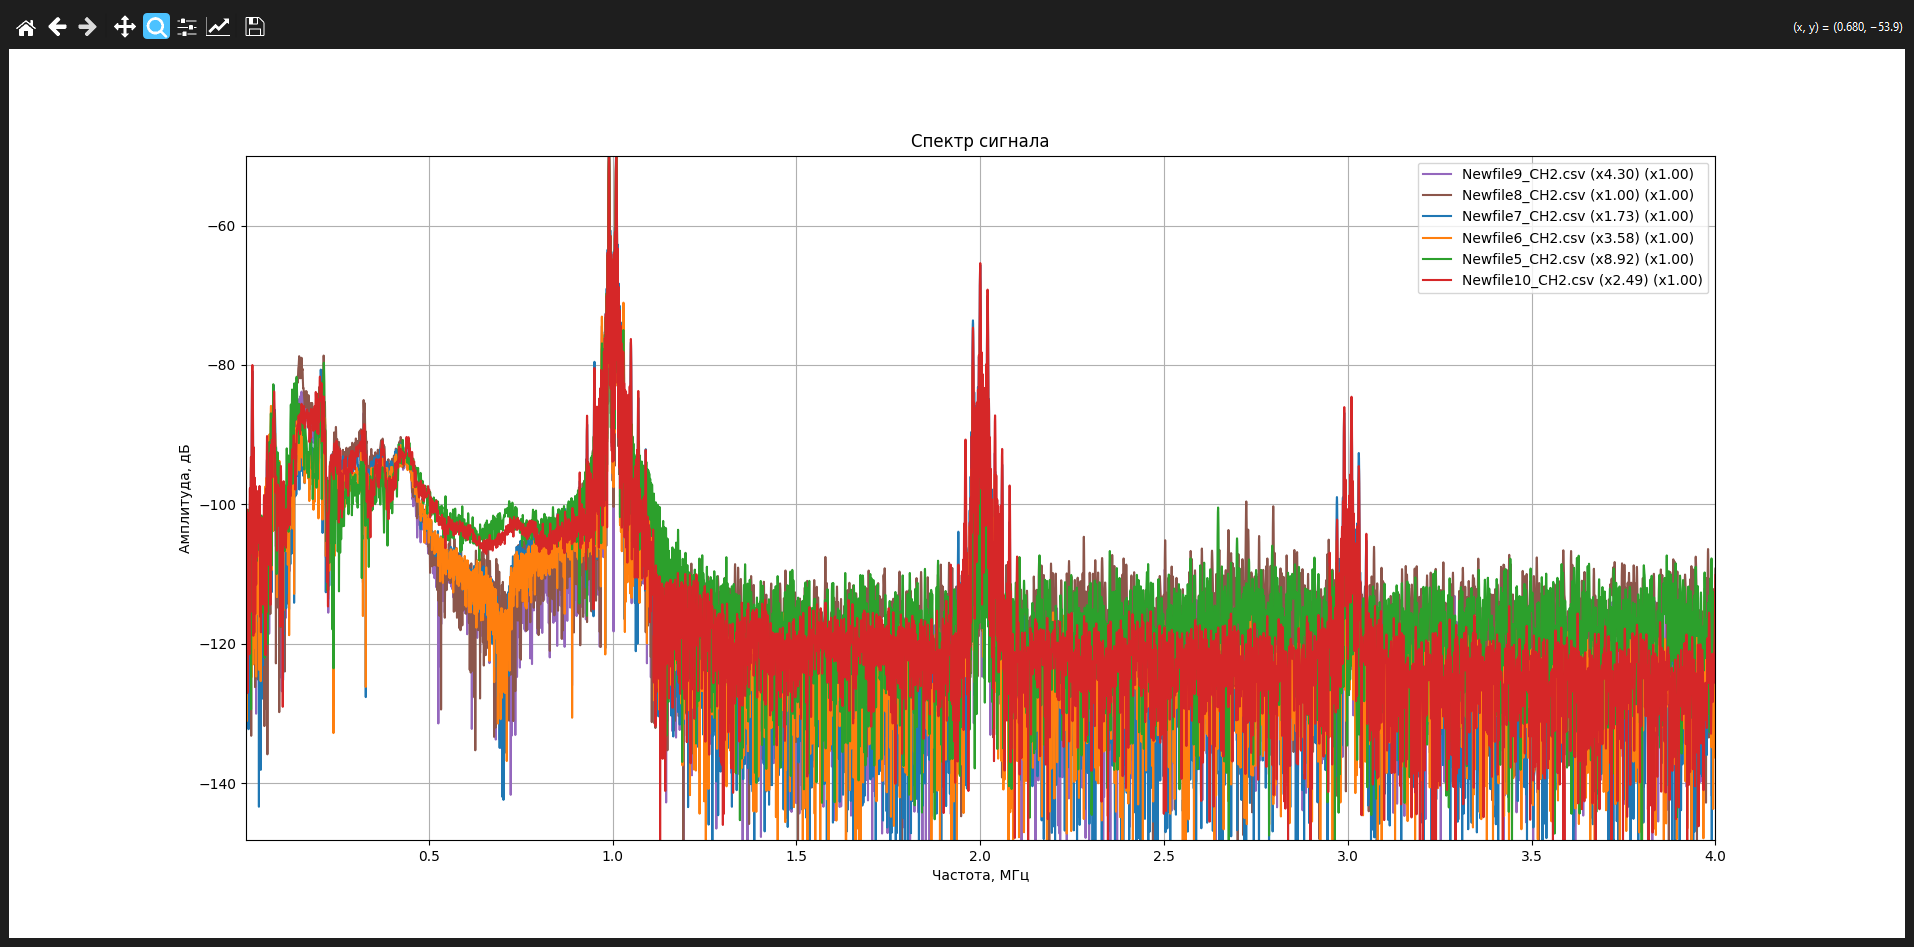 (x, y) = (0.680, −53.9)
Спектр сигнала
Newfile9_CH2.csv (x4.30) (x1.00)
Newfile8_CH2.csv (x1.00) (x1.00)
Newfile7_CH2.csv (x1.73) (x1.00)
Newfile6_CH2.csv (x3.58) (x1.00)
Newfile5_CH2.csv (x8.92) (x1.00)
Newfile10_CH2.csv (x2.49) (x1.00)
Амплитуда, дБ
−60
−80
−100
−120
−140
0.5 1.0 1.5 2.0 2.5 3.0 3.5 4.0
Частота, МГц